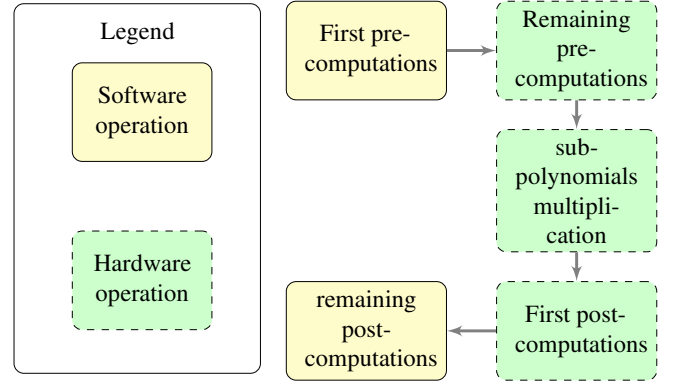 Legend
Software
operation
Hardware
operation
First pre-
computations
Remaining
pre-
computations
sub-
polynomials
multipli-
cation
First post-
computations
remaining
post-
computations